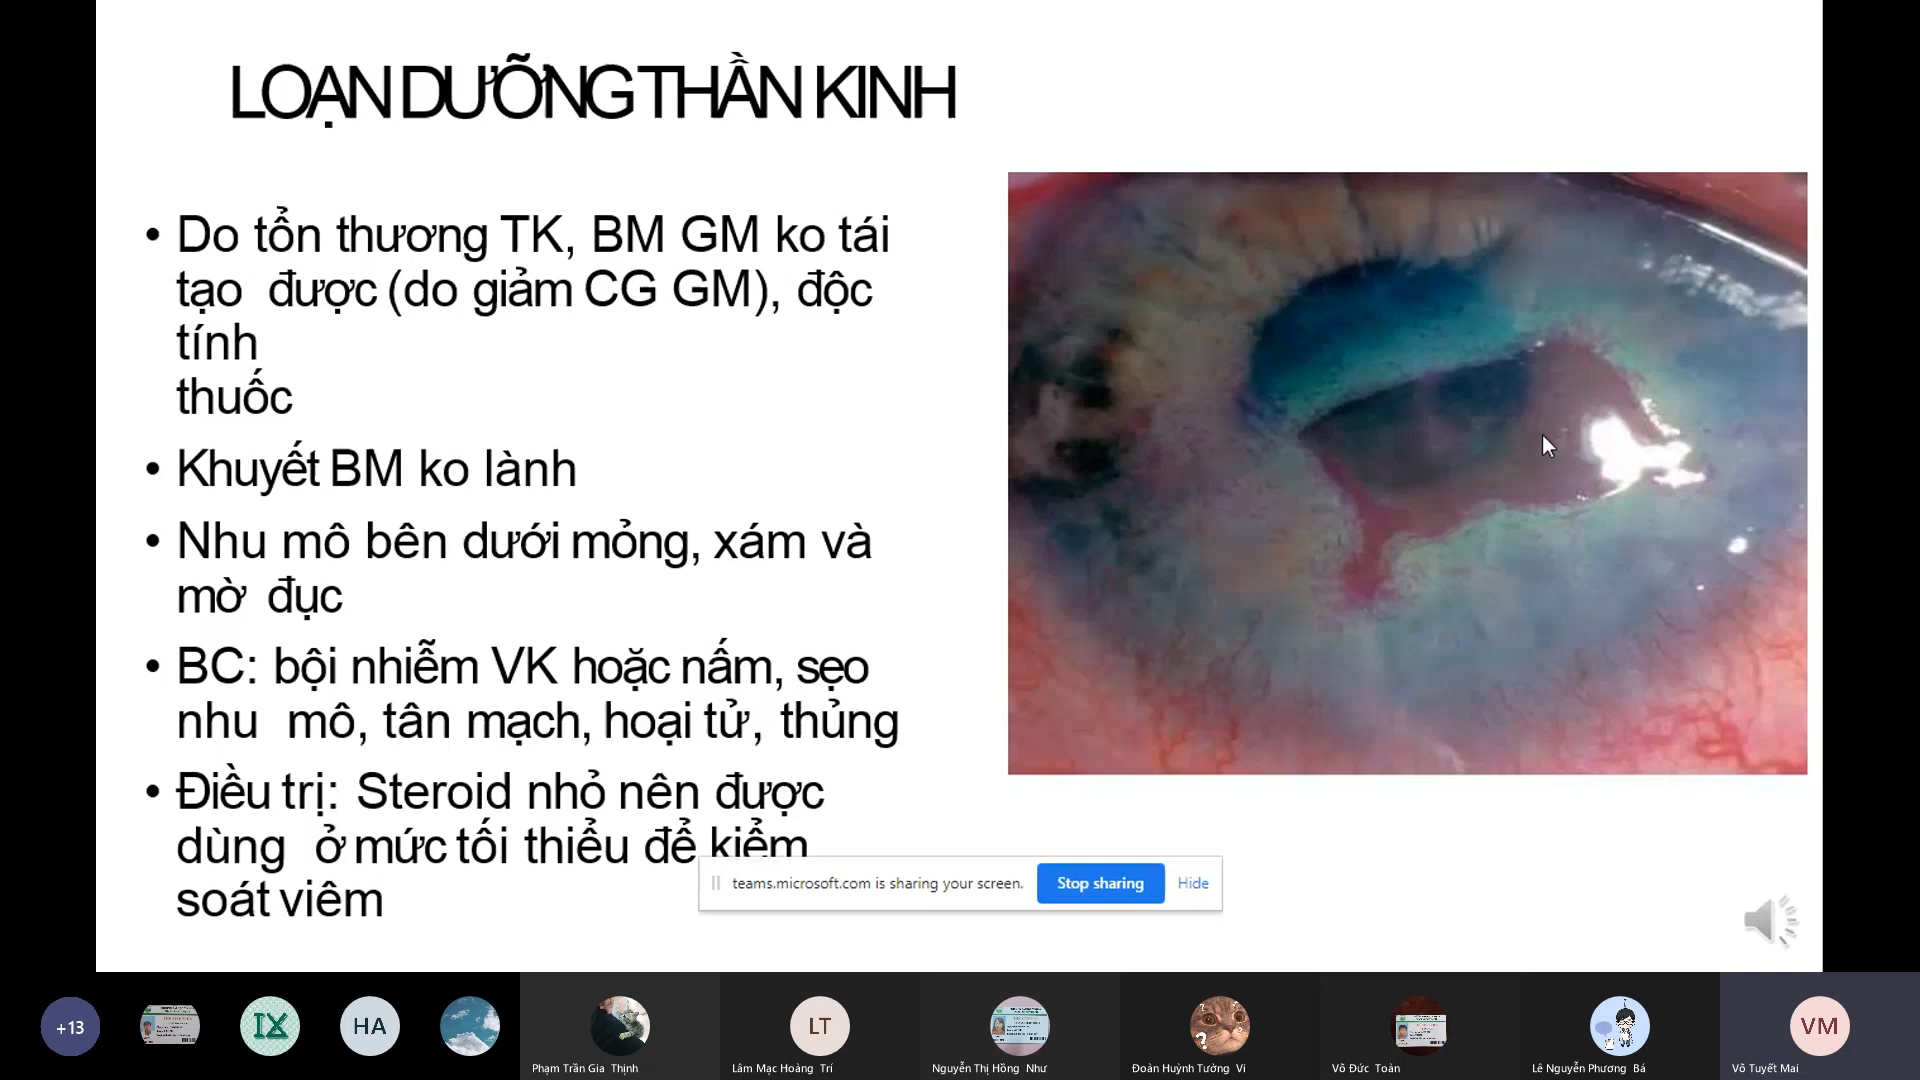 LOẠN DƯỠNG THẦN KINH
• Do tổn thương TK, BM GM ko tái
tạo được (do giảm CG GM), độc
tính
thuốc
• Khuyết BM ko lành
• Nhu mô bên dưới mỏng, xám và
mờ đục
• BC: bội nhiễm VK hoặc nấm, sẹo
nhu mô, tân mạch, hoại tử, thủng
• Điều trị: Steroid nhỏ nên được
dùng ở mức tối thiểu để kiểm
soát viêm
teams.microsoft.com is sharing your screen.
Stop sharing
Hide
+13
IX
HA
LT
VM
Phạm Trần Gia Thịnh
Lâm Mạc Hoàng Trí
Nguyễn Thị Hồng Như
Đoàn Huỳnh Tường Vi
Võ Đức Toàn
Lê Nguyễn Phương Bá
Võ Tuyết Mai